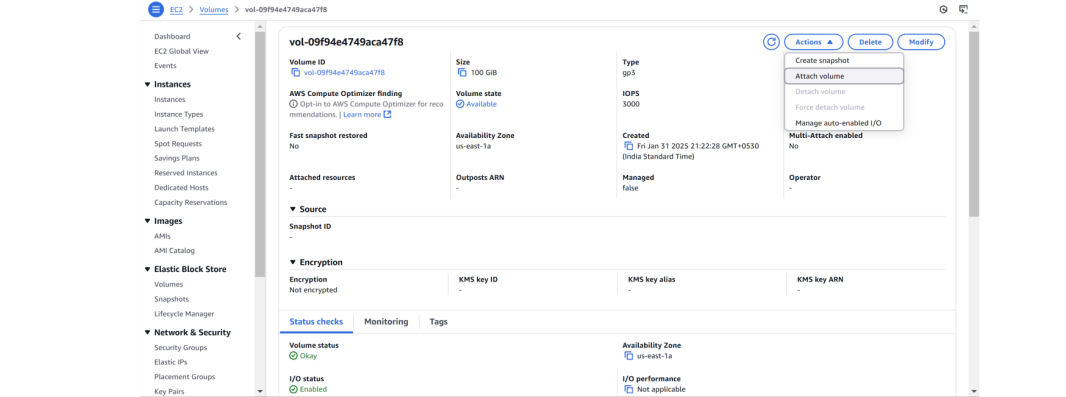 EC2 > Volumes > vol-09f94e4749aca47f8
Dashboard
EC2 Global View
Events
Instances
Instances
Instance Types
Launch Templates
Spot Requests
Savings Plans
Reserved Instances
Dedicated Hosts
Capacity Reservations
Images
AMIs
AMI Catalog
Elastic Block Store
Volumes
Snapshots
Lifecycle Manager
Network & Security
Security Groups
Elastic IPs
Placement Groups
Key Pairs
vol-09f94e4749aca47f8
Actions
Delete
Modify
Create snapshot
Attach volume
Detach volume
Force detach volume
Manage auto-enabled I/O
Volume ID
vol-09f94e4749aca47f8
Size
100 GiB
Type
gp3
AWS Compute Optimizer finding
Opt-in to AWS Compute Optimizer for reco
mmendations. | Learn more
Volume state
Available
IOPS
3000
Fast snapshot restored
No
Availability Zone
us-east-1a
Created
Fri Jan 31 2025 21:22:28 GMT+0530
(India Standard Time)
Multi-Attach enabled
No
Attached resources
-
Outposts ARN
-
Managed
false
Operator
-
Source
Snapshot ID
-
Encryption
Encryption
Not encrypted
KMS key ID
-
KMS key alias
-
KMS key ARN
-
Status checks
Monitoring
Tags
Volume status
Okay
Availability Zone
us-east-1a
I/O status
Enabled
I/O performance
Not applicable